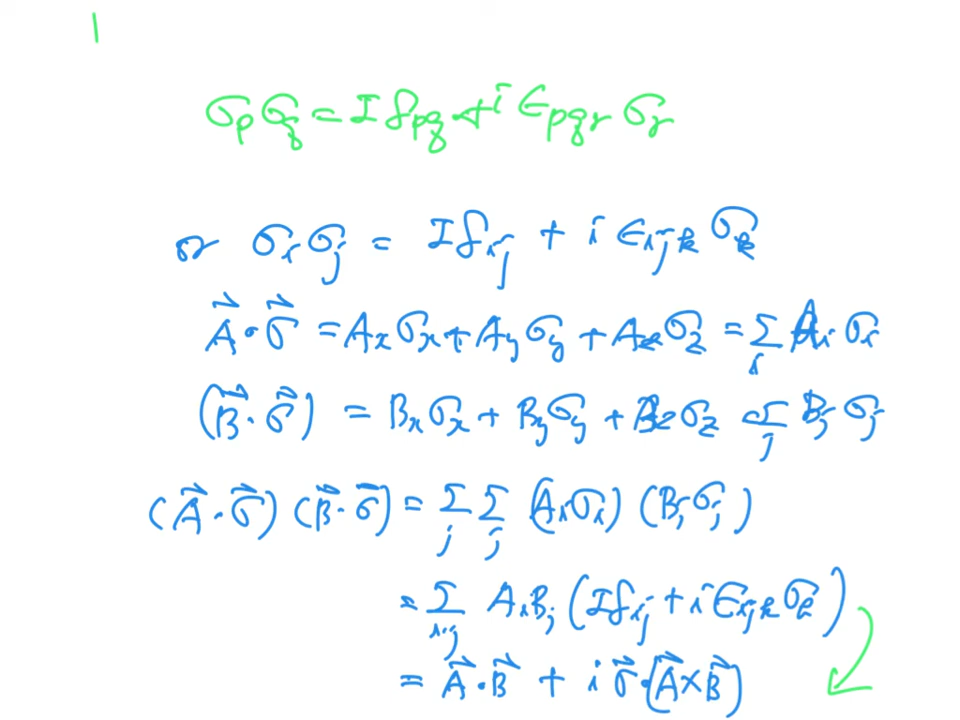 1
σ_p σ_q = I δ_pq + i ϵ_pqr σ_r
or σ_i σ_j = I δ_ij + i ϵ_ijk σ_k
A⃗ · σ⃗ = A_x σ_x + A_y σ_y + A_z σ_z = Σ_i A_i σ_i
(B⃗ · σ⃗) = B_x σ_x + B_y σ_y + B_z σ_z = Σ_j B_j σ_j
(A⃗ · σ⃗) (B⃗ · σ⃗) = Σ_j Σ_j (A_i σ_i) (B_j σ_j)
= Σ_i,j A_i B_j (I δ_ij + i ϵ_ijk σ_k)
= A⃗ · B⃗ + i σ⃗ · (A⃗ × B⃗)